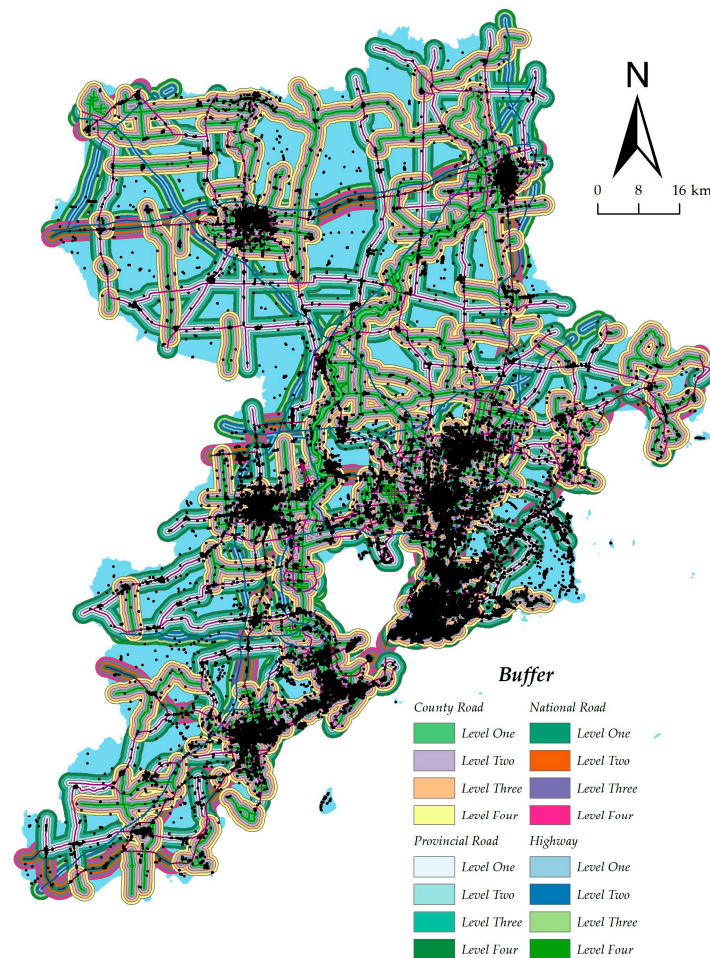 N
0 8 16 km
Buffer
County Road National Road
Level One Level One
Level Two Level Two
Level Three Level Three
Level Four Level Four
Provincial Road Highway
Level One Level One
Level Two Level Two
Level Three Level Three
Level Four Level Four